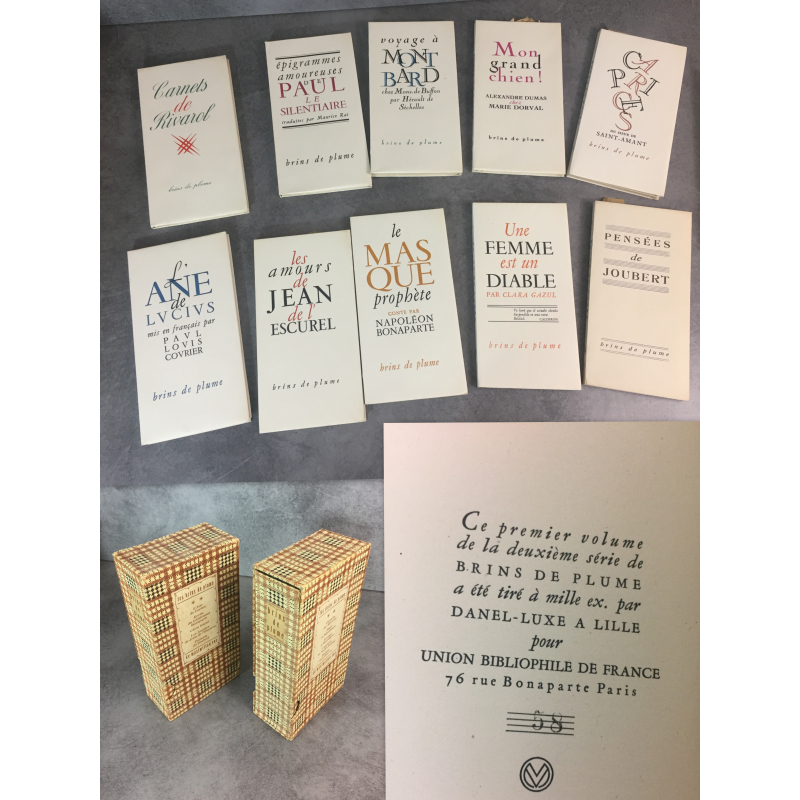 Carnets
de
Rivarol
brins de plume
épigrammes
amoureuses
DE
PAUL
LE
SILENTIAIRE
traduites par Maurice Rat
brins de plume
voyage à
MONT
BARD
chez Mons. de Buffon
par Hérault de
Séchelles
brins de plume
Mon
grand
chien!
ALEXANDRE DUMAS
chez
MARIE DORVAL
brins de plume
CAPRICES
SAINT-AMANT
brins de plume
l'
ANE
de
LVCIVS
mis en français par
PAVL
LOVIS
COVRIER
brins de plume
les
amours
de
JEAN
de l'
ESCUREL
brins de plume
le
MAS
QUE
prophète
CONTÉ PAR
NAPOLÉON
BONAPARTE
brins de plume
Une
FEMME
est un
DIABLE
PAR CLARA GAZUL
brins de plume
PENSÉES
de
JOUBERT
brins de plume
Ce premier volume
de la deuxième série de
BRINS DE PLUME
a été tiré à mille ex. par
DANEL-LUXE A LILLE
pour
UNION BIBLIOPHILE DE FRANCE
76 rue Bonaparte Paris
58